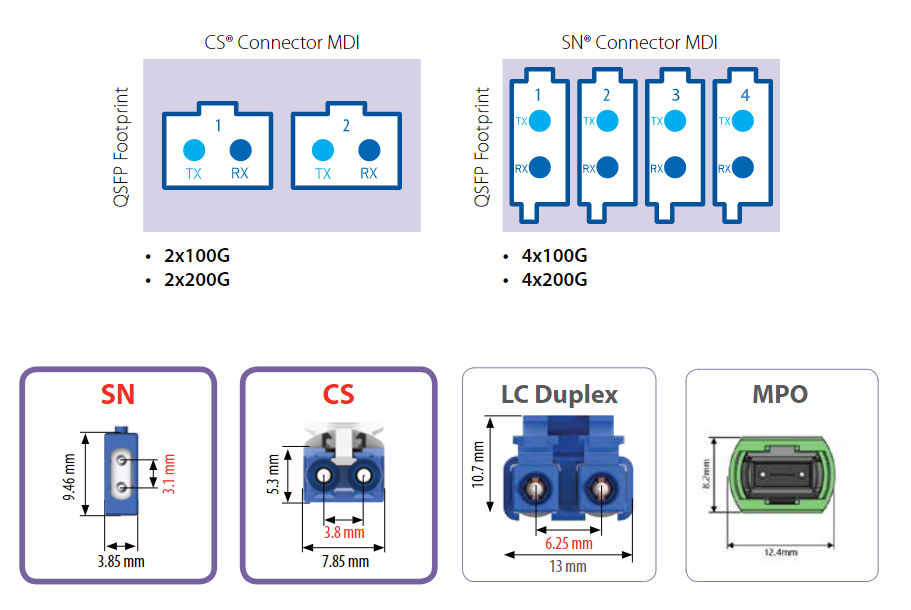 CS® Connector MDI
QSFP Footprint
1
TX RX
2
TX RX
• 2x100G
• 2x200G
SN® Connector MDI
QSFP Footprint
1 2 3 4
TX TX TX TX
RX RX RX RX
• 4x100G
• 4x200G
SN
9.46 mm
3.1 mm
3.85 mm
CS
5.3 mm
3.8 mm
7.85 mm
LC Duplex
10.7 mm
6.25 mm
13 mm
MPO
8.2mm
12.4mm